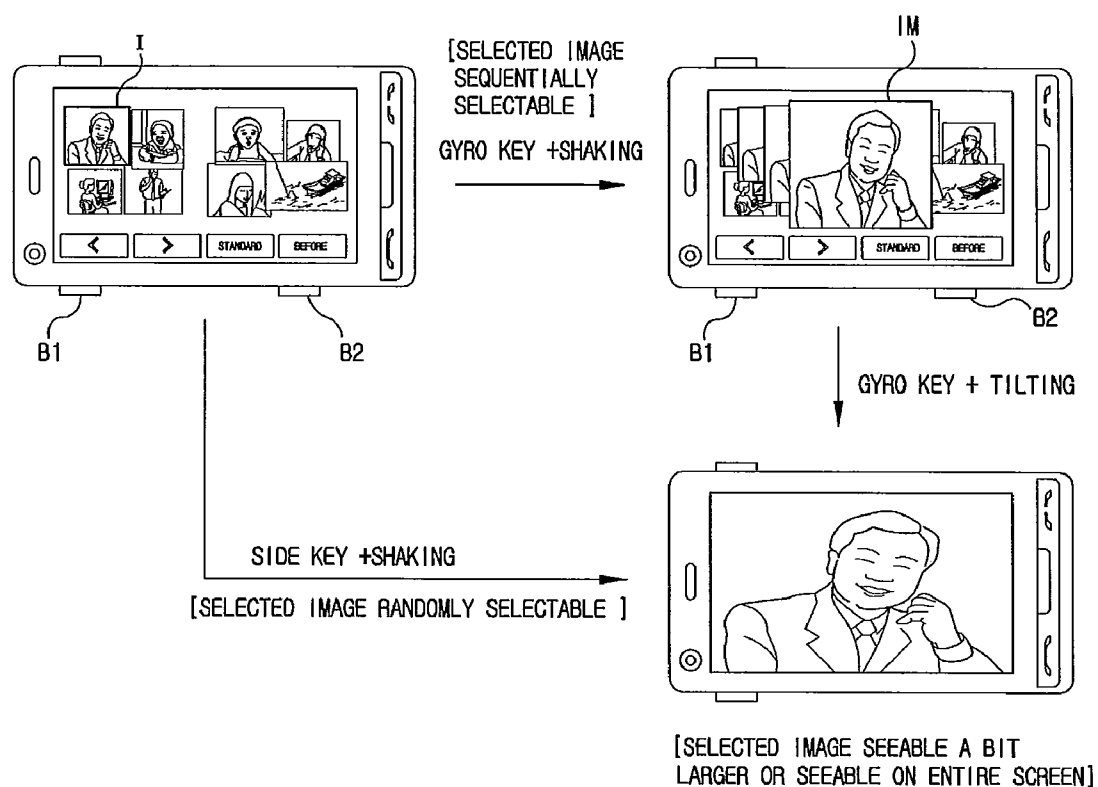 I
[SELECTED IMAGE
SEQUENTIALLY
SELECTABLE ]
GYRO KEY +SHAKING
IM
< > STANDARD BEFORE
< > STANDARD BEFORE
B1
B2
B1
B2
GYRO KEY + TILTING
SIDE KEY +SHAKING
[SELECTED IMAGE RANDOMLY SELECTABLE ]
[SELECTED IMAGE SEEABLE A BIT
LARGER OR SEEABLE ON ENTIRE SCREEN]